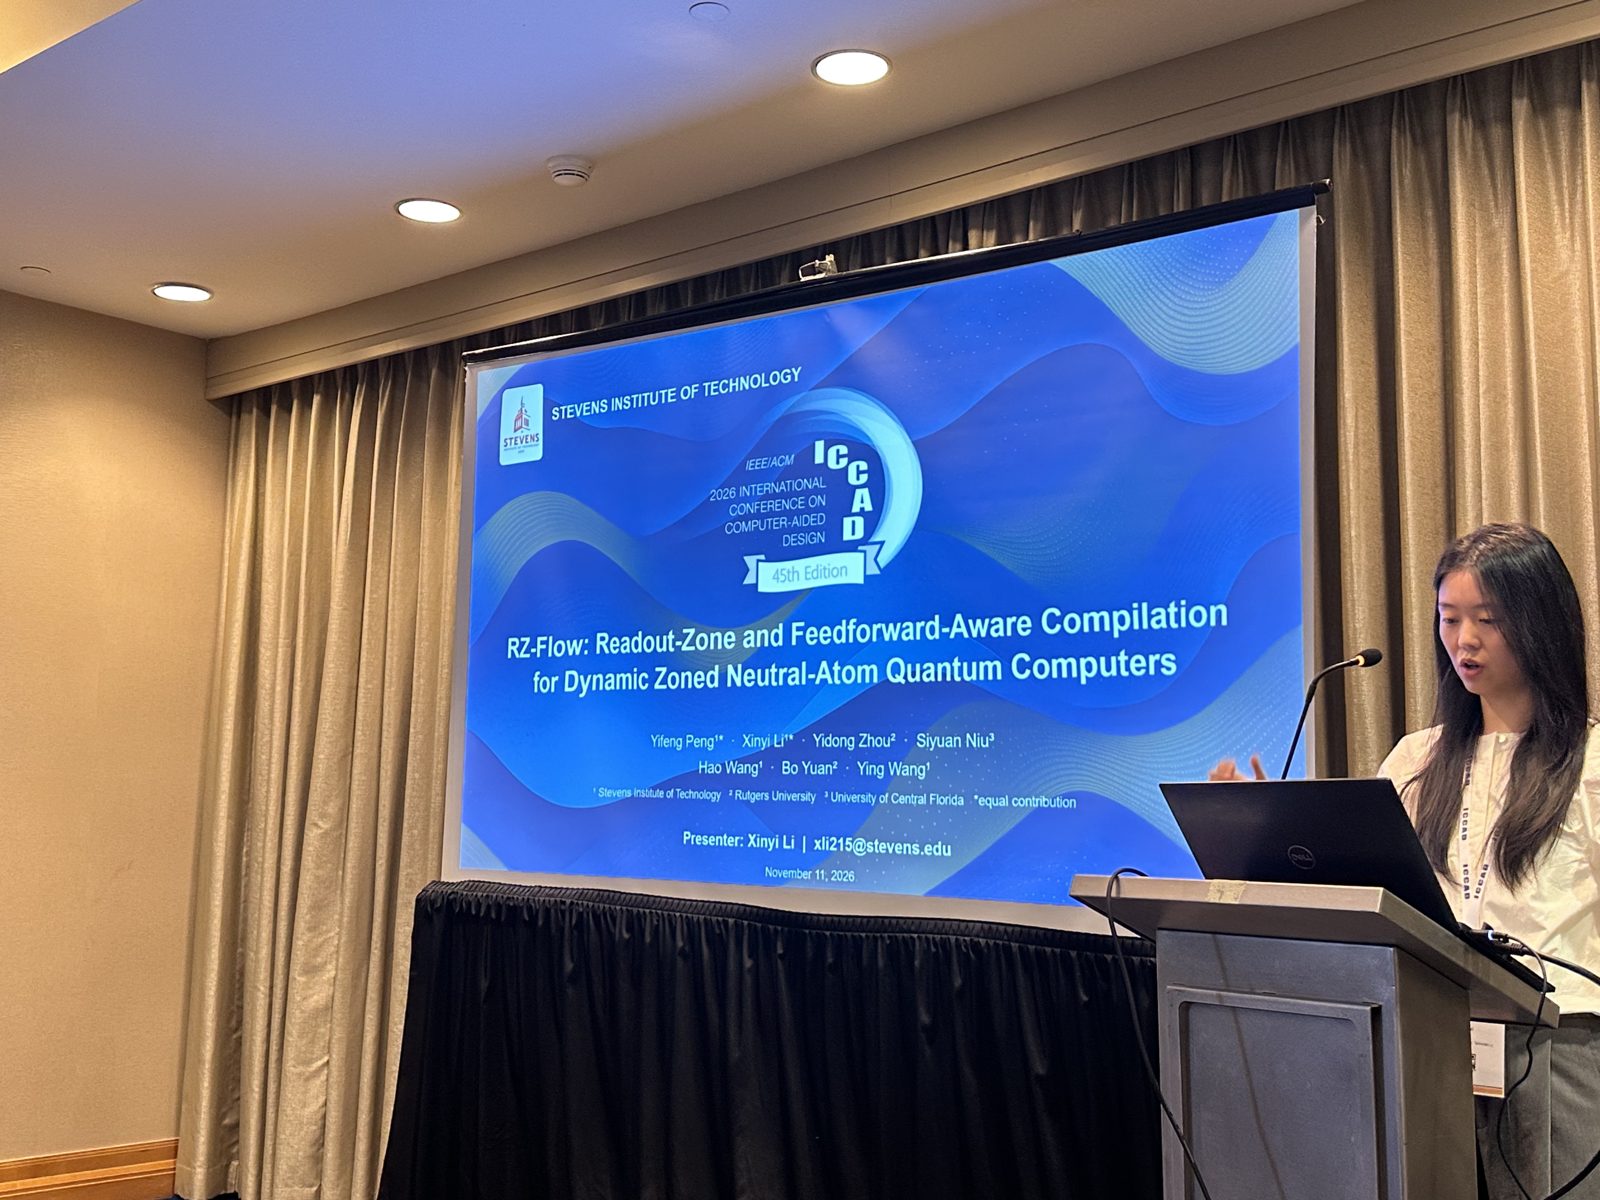 STEVENS
STEVENS INSTITUTE OF TECHNOLOGY
IEEE/ACM
ICCAD
2026 INTERNATIONAL
CONFERENCE ON
COMPUTER-AIDED
DESIGN
45th Edition
RZ-Flow: Readout-Zone and Feedforward-Aware Compilation
for Dynamic Zoned Neutral-Atom Quantum Computers
Yifeng Peng¹* · Xinyi Li¹* · Yidong Zhou² · Siyuan Niu³
Hao Wang¹ · Bo Yuan² · Ying Wang¹
¹ Stevens Institute of Technology ² Rutgers University ³ University of Central Florida *equal contribution
Presenter: Xinyi Li | xli215@stevens.edu
November 11, 2026
DELL
ICCAD
ICCAD
ICCAD